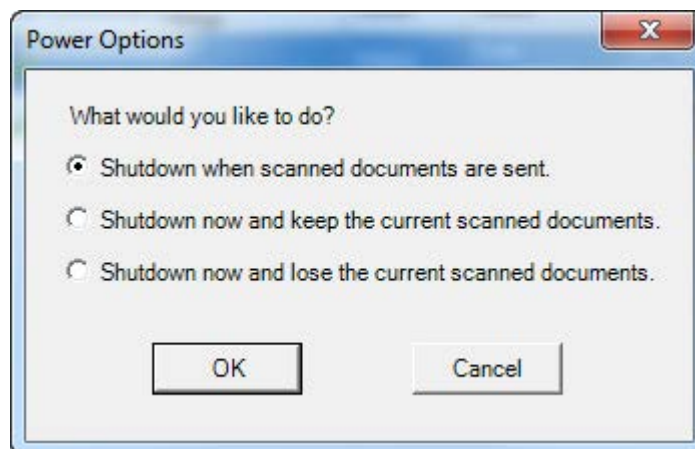 Power Options
What would you like to do?
Shutdown when scanned documents are sent.
Shutdown now and keep the current scanned documents.
Shutdown now and lose the current scanned documents.
OK Cancel